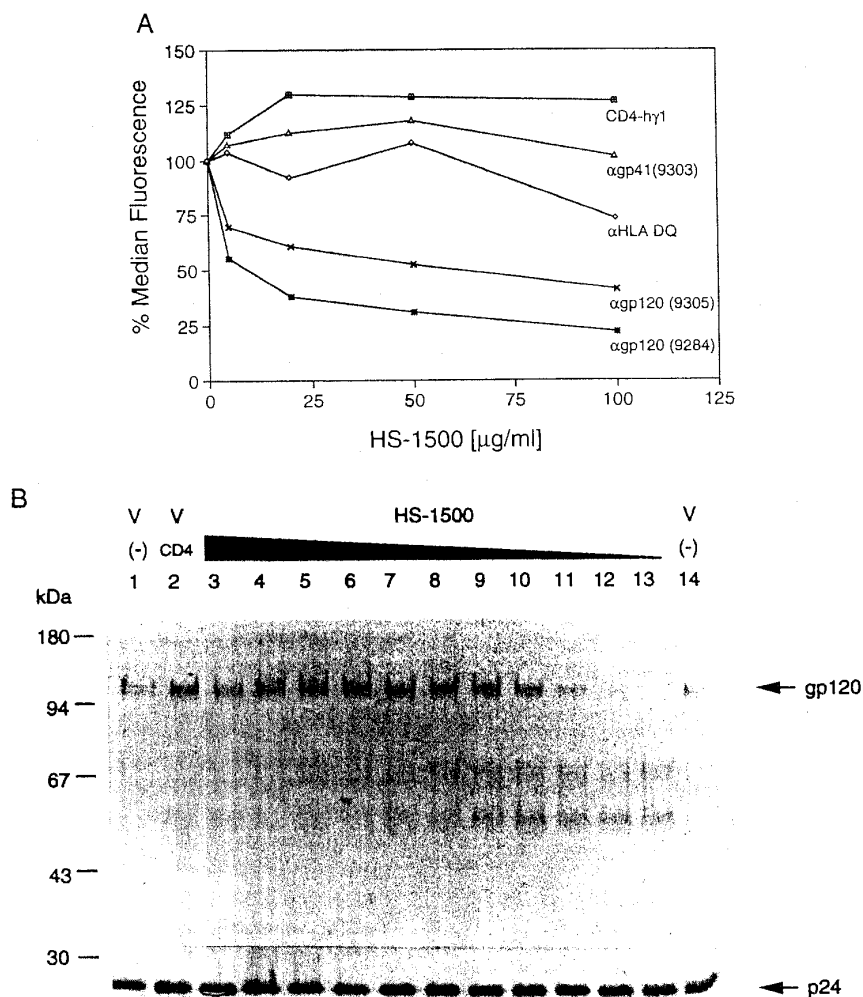 A
150
125
100
75
50
25
0
% Median Fluorescence
CD4-hγ1
αgp41(9303)
αHLA DQ
αgp120 (9305)
αgp120 (9284)
0 25 50 75 100 125
HS-1500 [μg/ml]
B
V V HS-1500 V
(-) CD4 (-)
1 2 3 4 5 6 7 8 9 10 11 12 13 14
kDa
180
gp120
94
67
43
30
p24